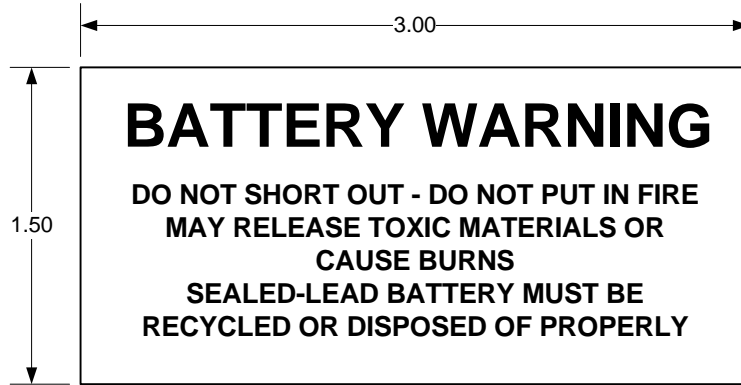 3.00
1.50
BATTERY WARNING
DO NOT SHORT OUT - DO NOT PUT IN FIRE
MAY RELEASE TOXIC MATERIALS OR
CAUSE BURNS
SEALED-LEAD BATTERY MUST BE
RECYCLED OR DISPOSED OF PROPERLY